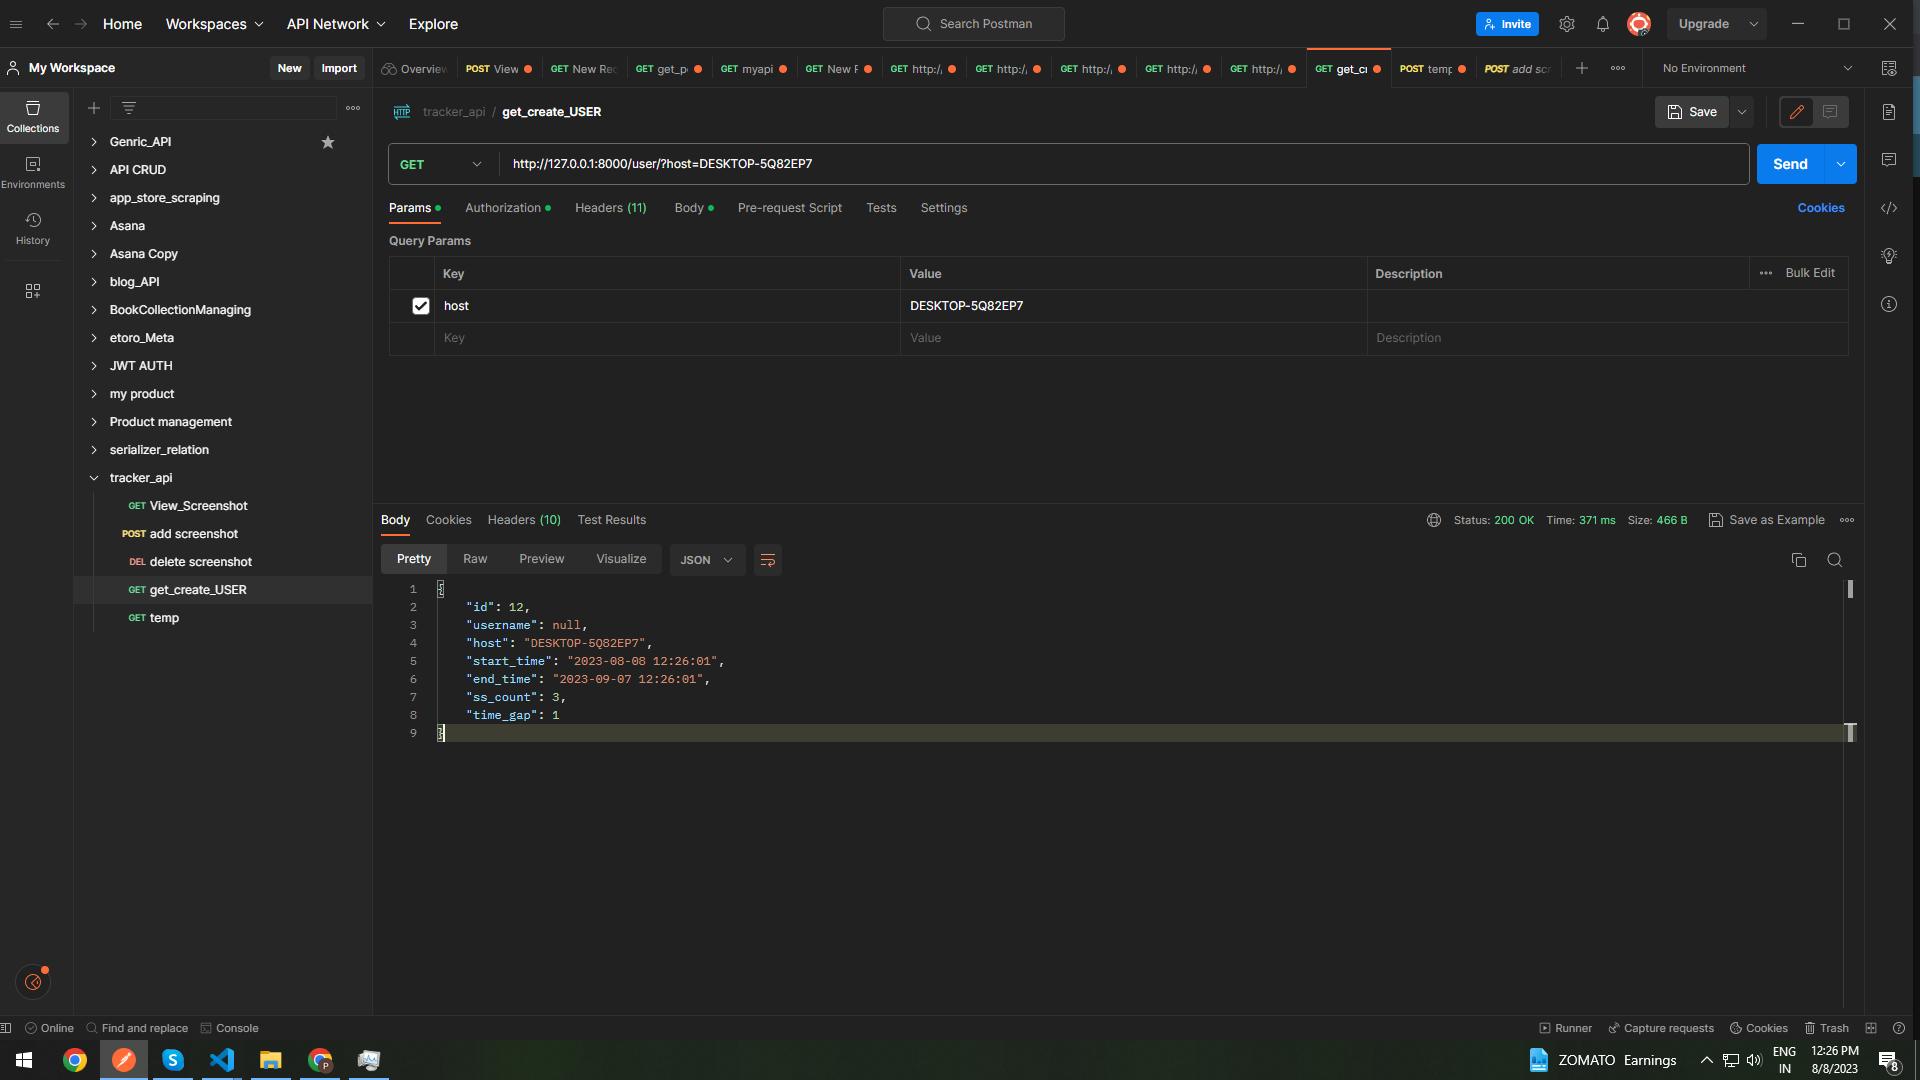 Home
Workspaces
API Network
Explore
Search Postman
Invite
Upgrade
My Workspace
New
Import
Overview
POST View
GET New Rec
GET get_p
GET myapi
GET New F
GET http:/
GET http:/
GET http:/
GET http:/
GET http:/
GET get_c
POST temp
POST add scr
No Environment
Collections
Environments
History
Genric_API
API CRUD
app_store_scraping
Asana
Asana Copy
blog_API
BookCollectionManaging
etoro_Meta
JWT AUTH
my product
Product management
serializer_relation
tracker_api
GET View_Screenshot
POST add screenshot
DEL delete screenshot
GET get_create_USER
GET temp
HTTP tracker_api / get_create_USER
Save
GET http://127.0.0.1:8000/user/?host=DESKTOP-5Q82EP7
Send
Params
Authorization
Headers (11)
Body
Pre-request Script
Tests
Settings
Cookies
Query Params
Key Value Description Bulk Edit
host DESKTOP-5Q82EP7
Key Value Description
Body
Cookies
Headers (10)
Test Results
Status: 200 OK Time: 371 ms Size: 466 B
Save as Example
Pretty
Raw
Preview
Visualize
JSON
1 {
2 "id": 12,
3 "username": null,
4 "host": "DESKTOP-5Q82EP7",
5 "start_time": "2023-08-08 12:26:01",
6 "end_time": "2023-09-07 12:26:01",
7 "ss_count": 3,
8 "time_gap": 1
9 }
Online
Find and replace
Console
Runner
Capture requests
Cookies
Trash
ZOMATO Earnings
ENG
IN
12:26 PM
8/8/2023
8